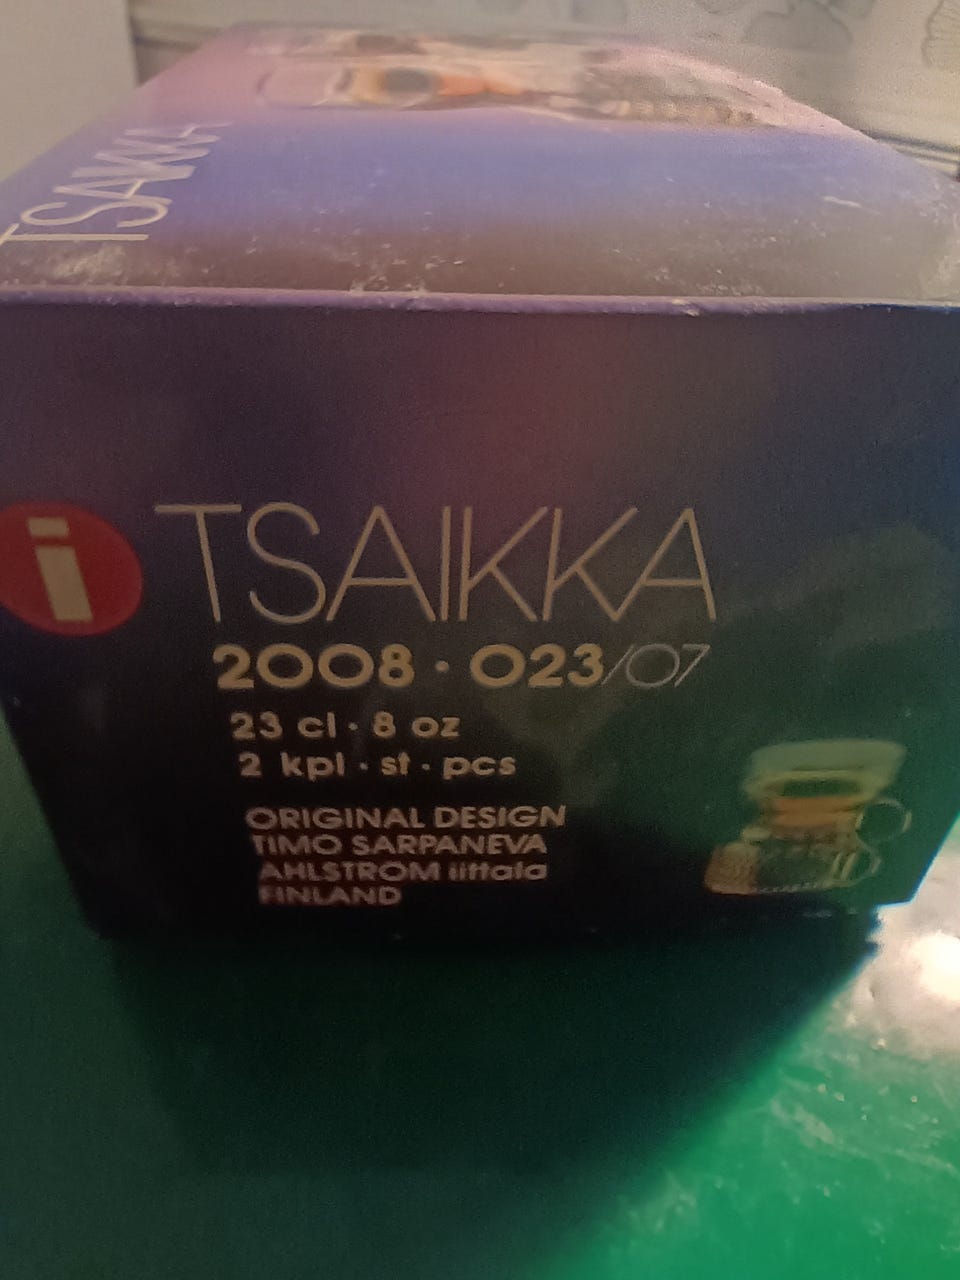 TSAIKKA
i TSAIKKA
2008 · 023/07
23 cl · 8 oz
2 kpl · st · pcs
ORIGINAL DESIGN
TIMO SARPANEVA
AHLSTROM iittala
FINLAND